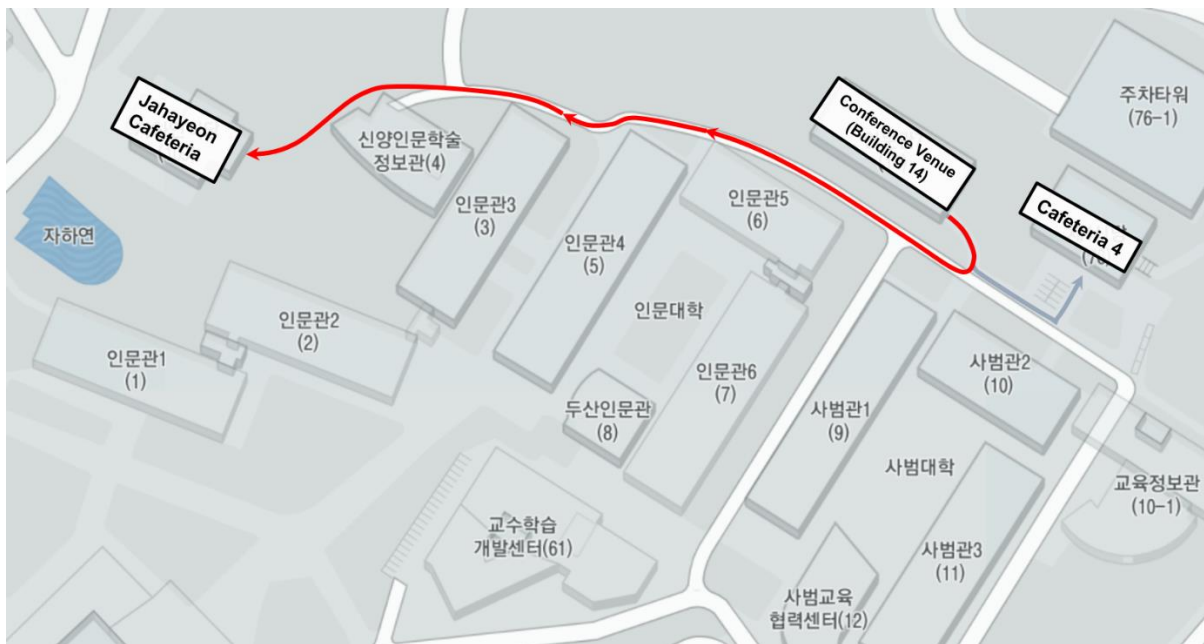 Jahayeon
Cafeteria
자하연
신양인문학술
정보관(4)
인문관3
(3)
인문관4
(5)
인문관5
(6)
Conference Venue
(Building 14)
주차타워
(76-1)
Cafeteria 4
인문관2
(2)
인문관1
(1)
인문대학
인문관6
(7)
두산인문관
(8)
사범관1
(9)
사범관2
(10)
사범대학
교육정보관
(10-1)
교수학습
개발센터(61)
사범관3
(11)
사범교육
협력센터(12)